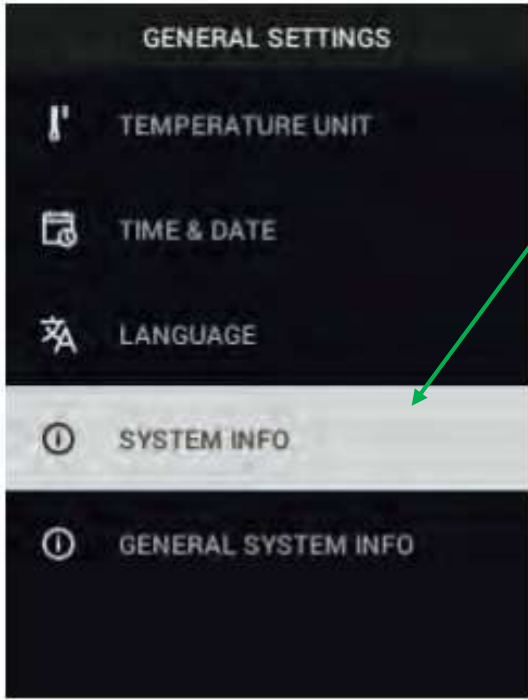 GENERAL SETTINGS
TEMPERATURE UNIT
TIME & DATE
LANGUAGE
SYSTEM INFO
GENERAL SYSTEM INFO